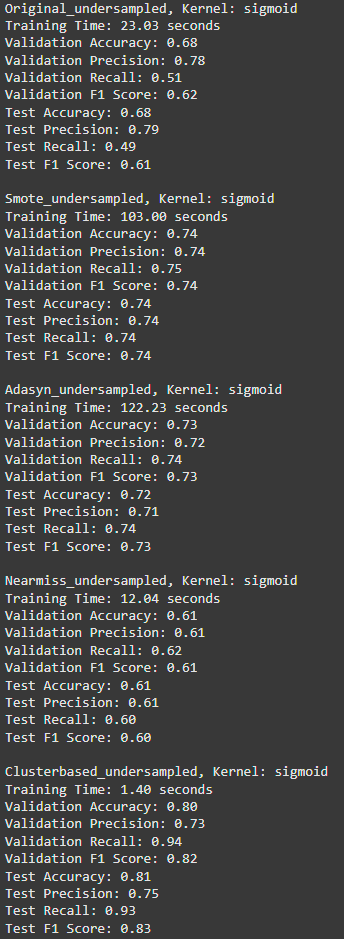 Original_undersampled, Kernel: sigmoid
Training Time: 23.03 seconds
Validation Accuracy: 0.68
Validation Precision: 0.78
Validation Recall: 0.51
Validation F1 Score: 0.62
Test Accuracy: 0.68
Test Precision: 0.79
Test Recall: 0.49
Test F1 Score: 0.61

Smote_undersampled, Kernel: sigmoid
Training Time: 103.00 seconds
Validation Accuracy: 0.74
Validation Precision: 0.74
Validation Recall: 0.75
Validation F1 Score: 0.74
Test Accuracy: 0.74
Test Precision: 0.74
Test Recall: 0.74
Test F1 Score: 0.74

Adasyn_undersampled, Kernel: sigmoid
Training Time: 122.23 seconds
Validation Accuracy: 0.73
Validation Precision: 0.72
Validation Recall: 0.74
Validation F1 Score: 0.73
Test Accuracy: 0.72
Test Precision: 0.71
Test Recall: 0.74
Test F1 Score: 0.73

Nearmiss_undersampled, Kernel: sigmoid
Training Time: 12.04 seconds
Validation Accuracy: 0.61
Validation Precision: 0.61
Validation Recall: 0.62
Validation F1 Score: 0.61
Test Accuracy: 0.61
Test Precision: 0.61
Test Recall: 0.60
Test F1 Score: 0.60

Clusterbased_undersampled, Kernel: sigmoid
Training Time: 1.40 seconds
Validation Accuracy: 0.80
Validation Precision: 0.73
Validation Recall: 0.94
Validation F1 Score: 0.82
Test Accuracy: 0.81
Test Precision: 0.75
Test Recall: 0.93
Test F1 Score: 0.83